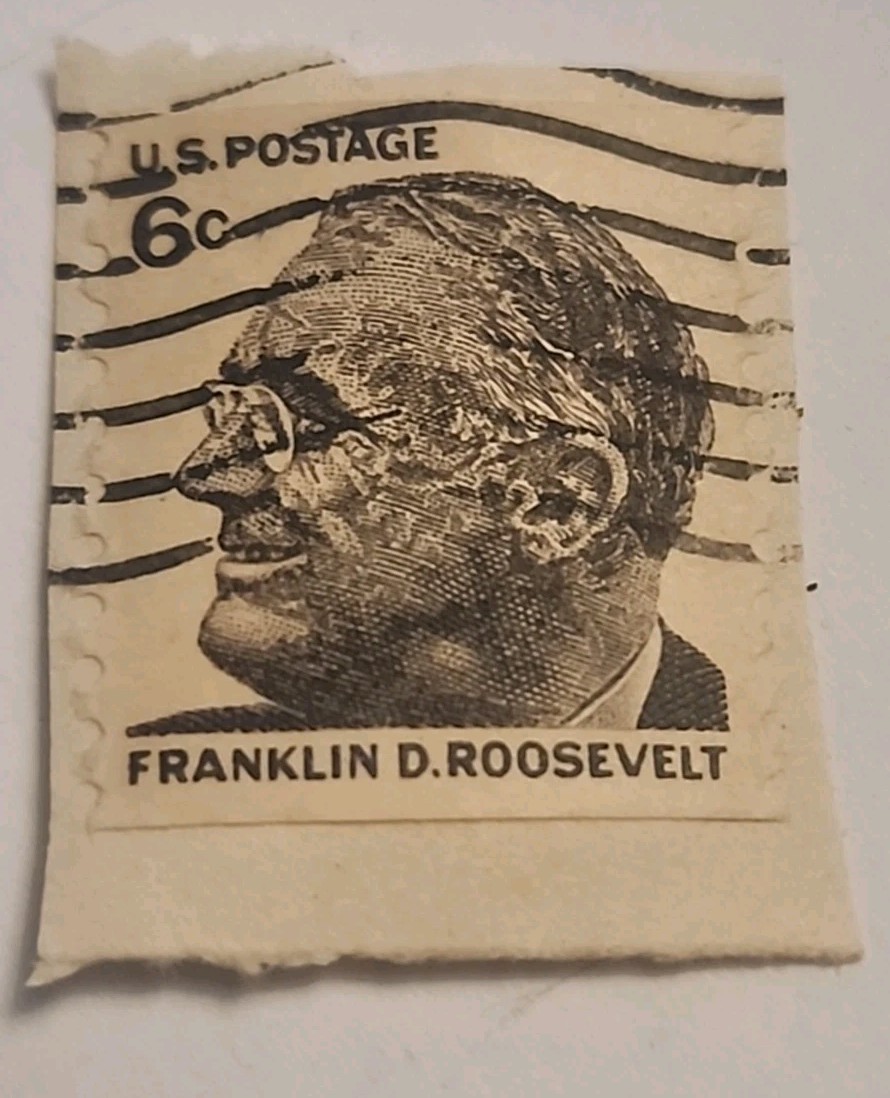 U.S. POSTAGE
6c
FRANKLIN D. ROOSEVELT